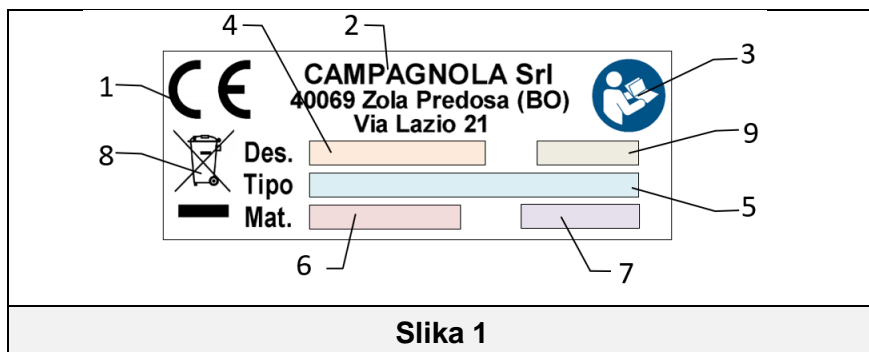 4
2
3
1
CE
CAMPAGNOLA Srl
40069 Zola Predosa (BO)
Via Lazio 21
9
8
Des.
Tipo
5
Mat.
6
7
Slika 1